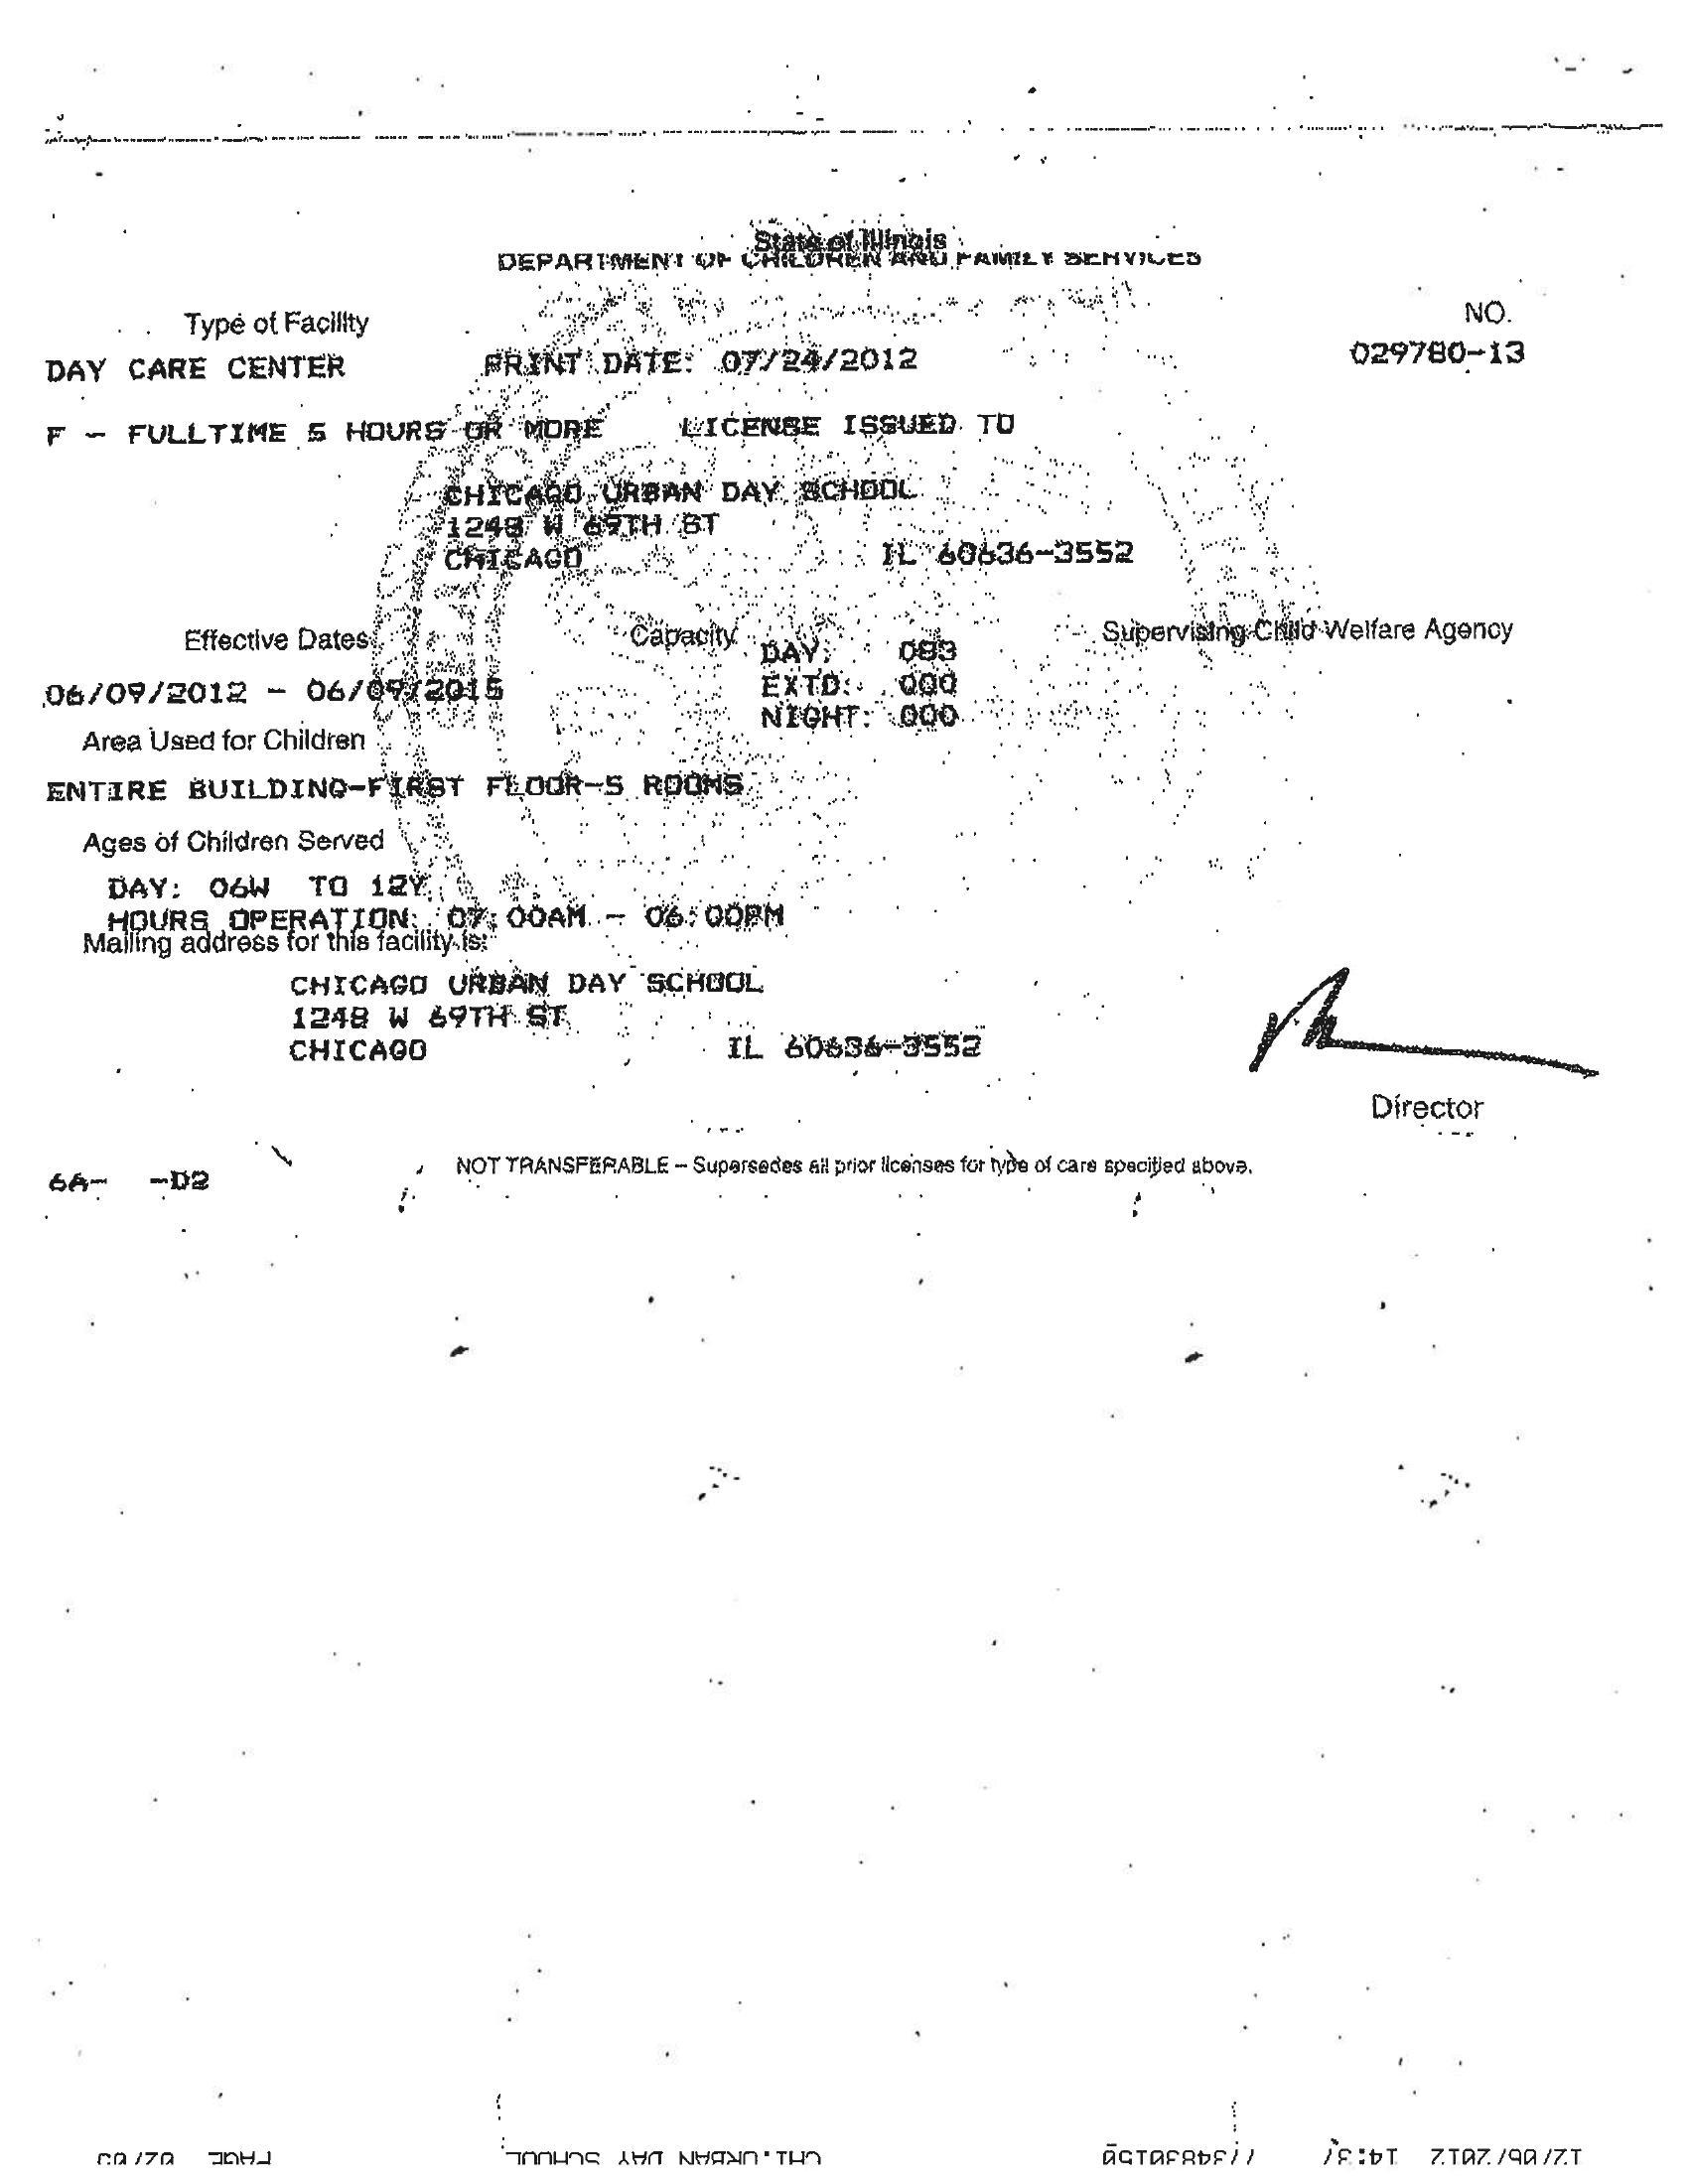 State of Illinois
DEPARTMENT OF CHILDREN AND FAMILY SERVICES
Type of Facility
NO.
DAY CARE CENTER PRINT DATE: 07/24/2012 029780-13
F - FULLTIME 5 HOURS OR MORE LICENSE ISSUED TO
CHICAGO URBAN DAY SCHOOL
1248 W 69TH ST
CHICAGO IL 60636-3552
Effective Dates Capacity Supervising Child Welfare Agency
DAY: 083
06/09/2012 - 06/09/2015 EXTD: 000
NIGHT: 000
Area Used for Children
ENTIRE BUILDING-FIRST FLOOR-5 ROOMS
Ages of Children Served
DAY: 06W TO 12Y
HOURS OPERATION: 07:00AM - 06:00PM
Mailing address for this facility is:
CHICAGO URBAN DAY SCHOOL
1248 W 69TH ST
CHICAGO IL 60636-3552
Director
6A- -D2
NOT TRANSFERABLE – Supersedes all prior licenses for type of care specified above.
12/06/2012 14:37 CHI.URBAN DAY SCHOOL PAGE 02/03